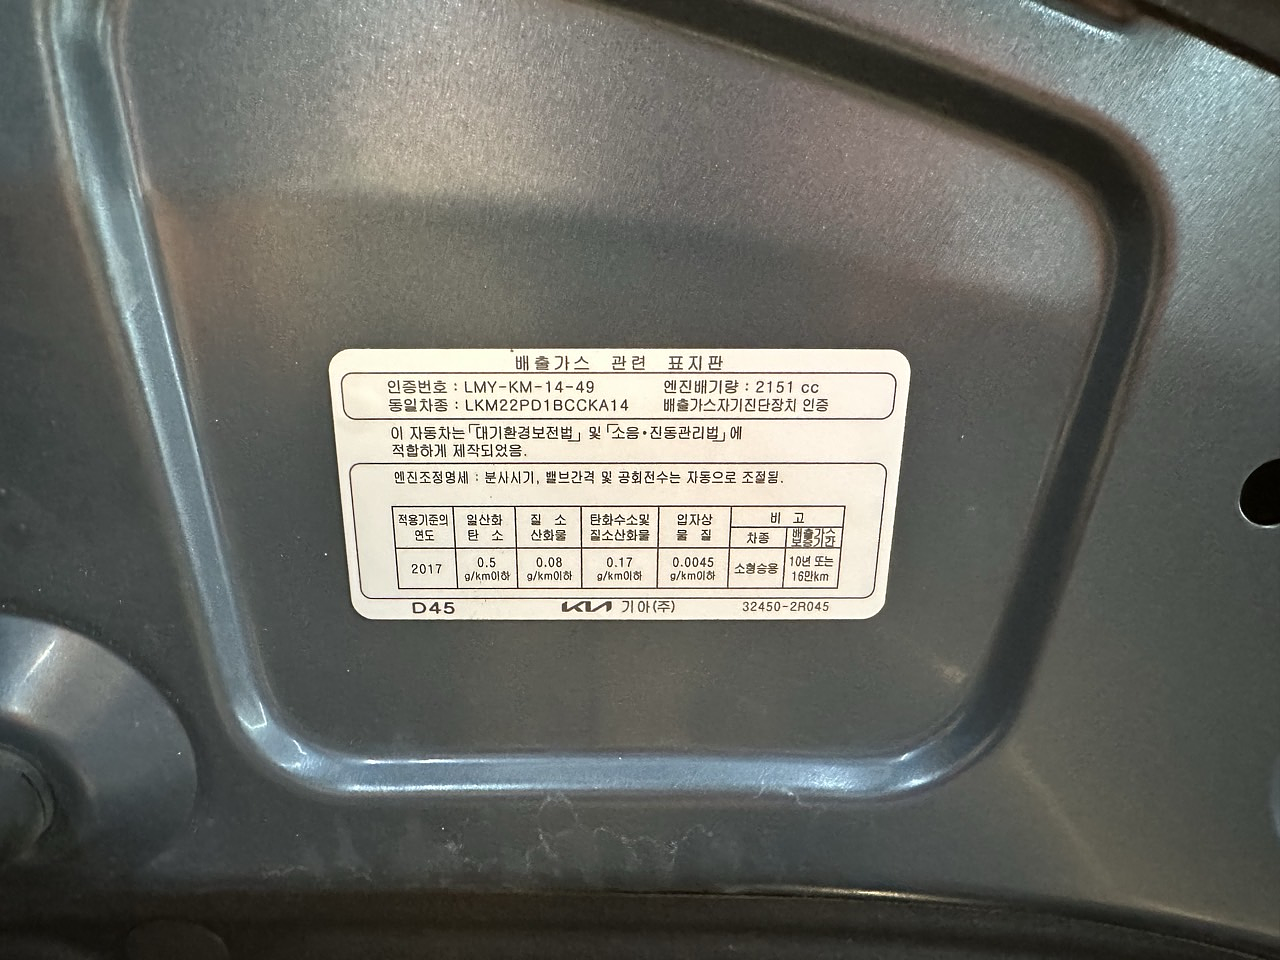 배출가스 관련 표지판
인증번호 : LMY-KM-14-49 엔진배기량 : 2151 cc
동일차종 : LKM22PD1BCCKA14 배출가스자기진단장치 인증
이 자동차는「대기환경보전법」 및 「소음·진동관리법」에
적합하게 제작되었음.
엔진조정명세 : 분사시기, 밸브간격 및 공회전수는 자동으로 조절됨.
적용기준의 연도 일산화 탄소 질소 산화물 탄화수소및 질소산화물 입자상 물질 비고
차종 배출가스 보증기간
2017 0.5 g/km이하 0.08 g/km이하 0.17 g/km이하 0.0045 g/km이하 소형승용 10년 또는 16만km
D45 KIA 기아(주) 32450-2R045